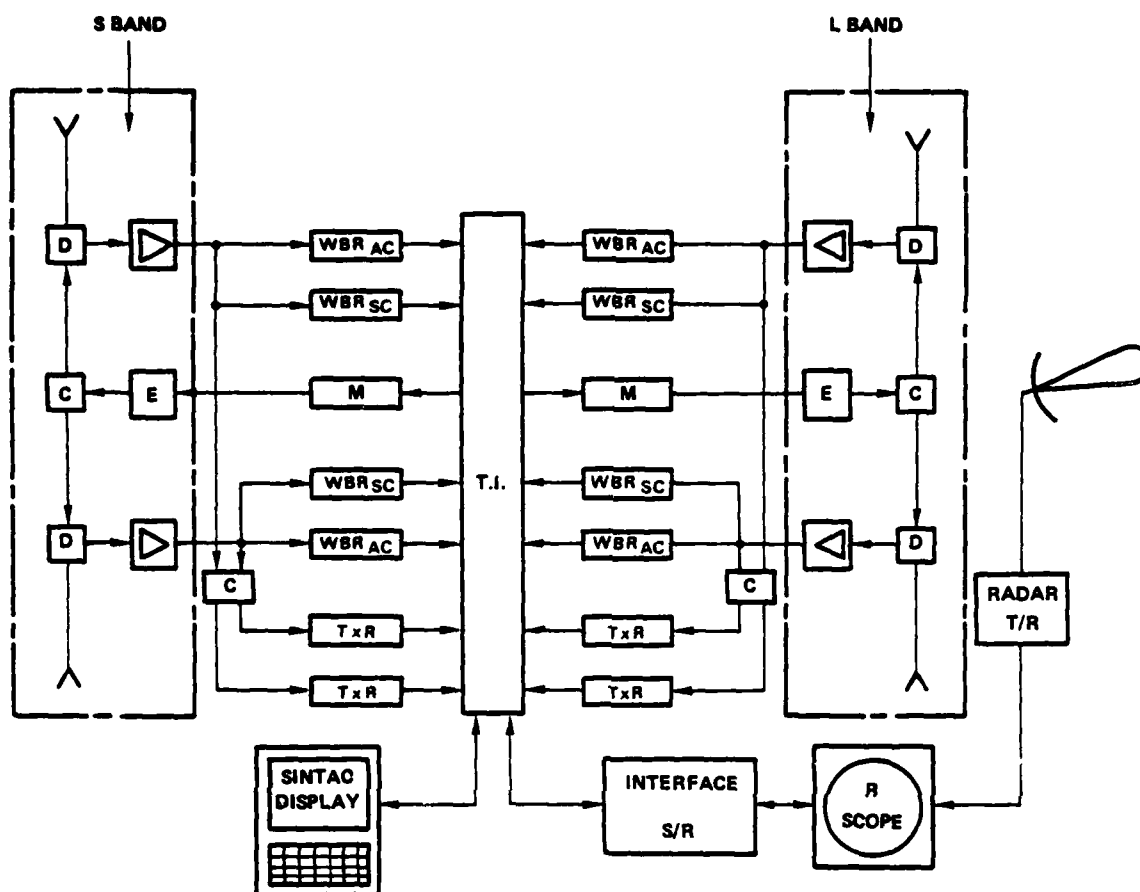 S BAND
L BAND
D
WBR AC
WBR AC
D
WBR SC
WBR SC
C
E
M
M
E
C
T.I.
WBR SC
WBR SC
D
WBR AC
WBR AC
D
C
C
T x R
T x R
RADAR
T/R
T x R
T x R
SINTAC
DISPLAY
INTERFACE
S/R
R
SCOPE